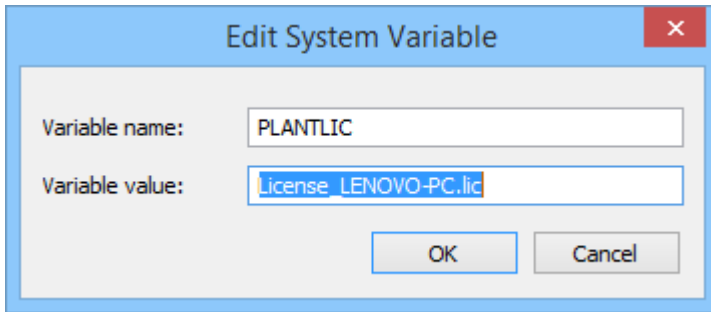 Edit System Variable
Variable name: PLANTLIC
Variable value: License_LENOVO-PC.lic
OK Cancel